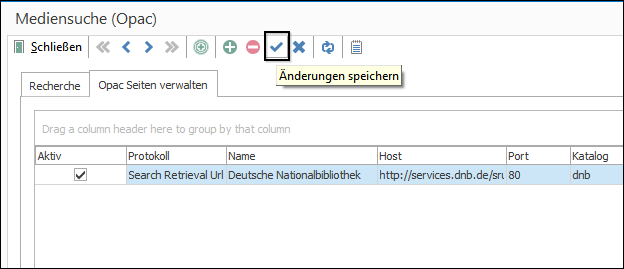 Mediensuche (Opac)
Schließen
Änderungen speichern
Recherche Opac Seiten verwalten
Drag a column header here to group by that column
Aktiv Protokoll Name Host Port Katalog
Search Retrieval Url Deutsche Nationalbibliothek http://services.dnb.de/sru 80 dnb